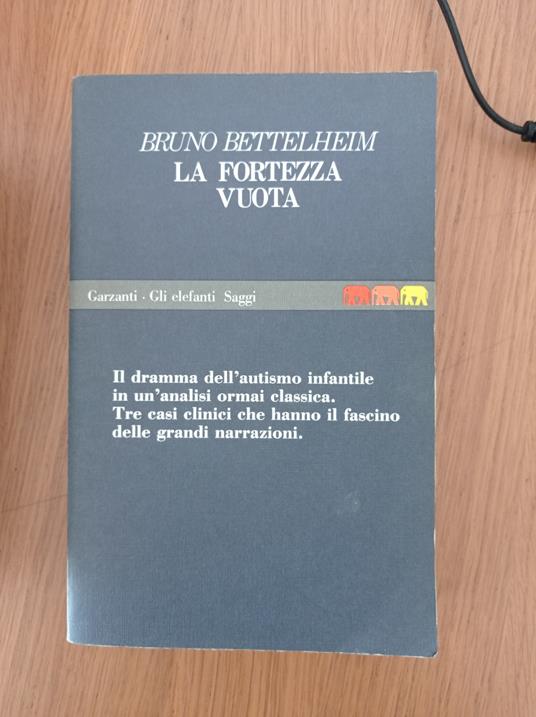 BRUNO BETTELHEIM
LA FORTEZZA
VUOTA
Garzanti · Gli elefanti Saggi
Il dramma dell'autismo infantile
in un'analisi ormai classica.
Tre casi clinici che hanno il fascino
delle grandi narrazioni.